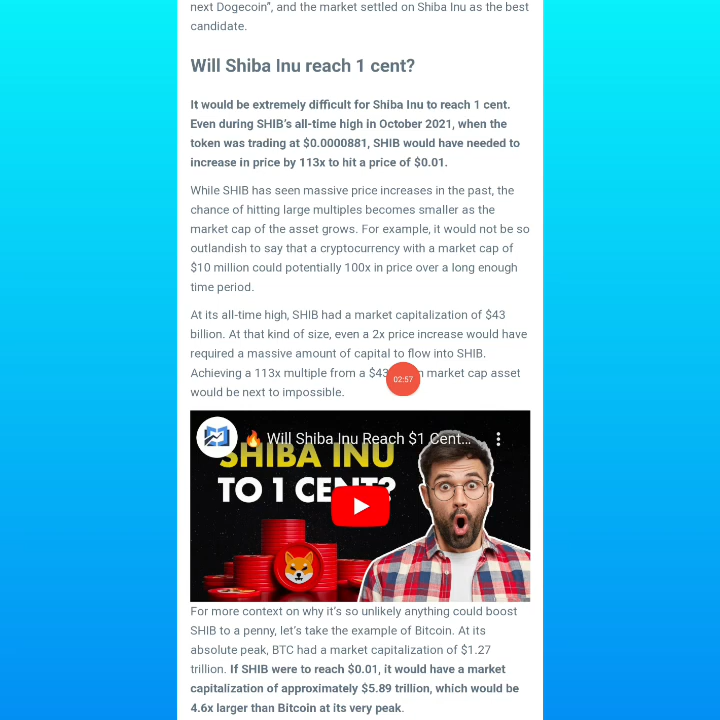 next Dogecoin”, and the market settled on Shiba Inu as the best
candidate.
Will Shiba Inu reach 1 cent?
It would be extremely difficult for Shiba Inu to reach 1 cent.
Even during SHIB’s all-time high in October 2021, when the
token was trading at $0.0000881, SHIB would have needed to
increase in price by 113x to hit a price of $0.01.
While SHIB has seen massive price increases in the past, the
chance of hitting large multiples becomes smaller as the
market cap of the asset grows. For example, it would not be so
outlandish to say that a cryptocurrency with a market cap of
$10 million could potentially 100x in price over a long enough
time period.
At its all-time high, SHIB had a market capitalization of $43
billion. At that kind of size, even a 2x price increase would have
required a massive amount of capital to flow into SHIB.
Achieving a 113x multiple from a $43 market cap asset
02:57
would be next to impossible.
🔥 Will Shiba Inu Reach $1 Cent...
SHIBA INU
TO 1 CENT?
For more context on why it’s so unlikely anything could boost
SHIB to a penny, let’s take the example of Bitcoin. At its
absolute peak, BTC had a market capitalization of $1.27
trillion. If SHIB were to reach $0.01, it would have a market
capitalization of approximately $5.89 trillion, which would be
4.6x larger than Bitcoin at its very peak.